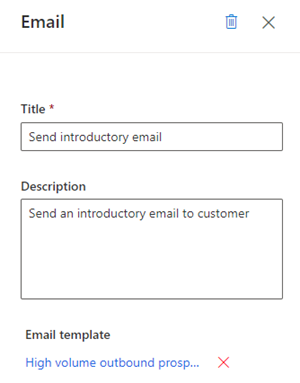 Email
Title *
Send introductory email
Description
Send an introductory email to customer
Email template
High volume outbound prosp...